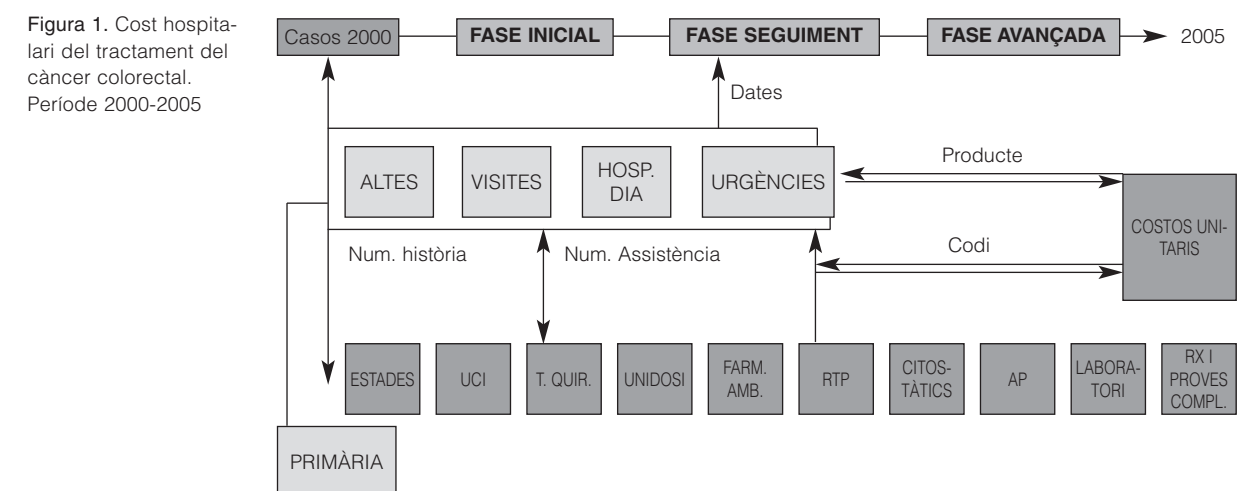 Figura 1. Cost hospita-
lari del tractament del
càncer colorectal.
Període 2000-2005
Casos 2000
FASE INICIAL
FASE SEGUIMENT
FASE AVANÇADA
2005
Dates
ALTES
VISITES
HOSP.
DIA
URGÈNCIES
Producte
COSTOS UNI-
TARIS
Num. història
Num. Assistència
Codi
ESTADES
UCI
T. QUIR.
UNIDOSI
FARM.
AMB.
RTP
CITOS-
TÀTICS
AP
LABORA-
TORI
RX I
PROVES
COMPL.
PRIMÀRIA